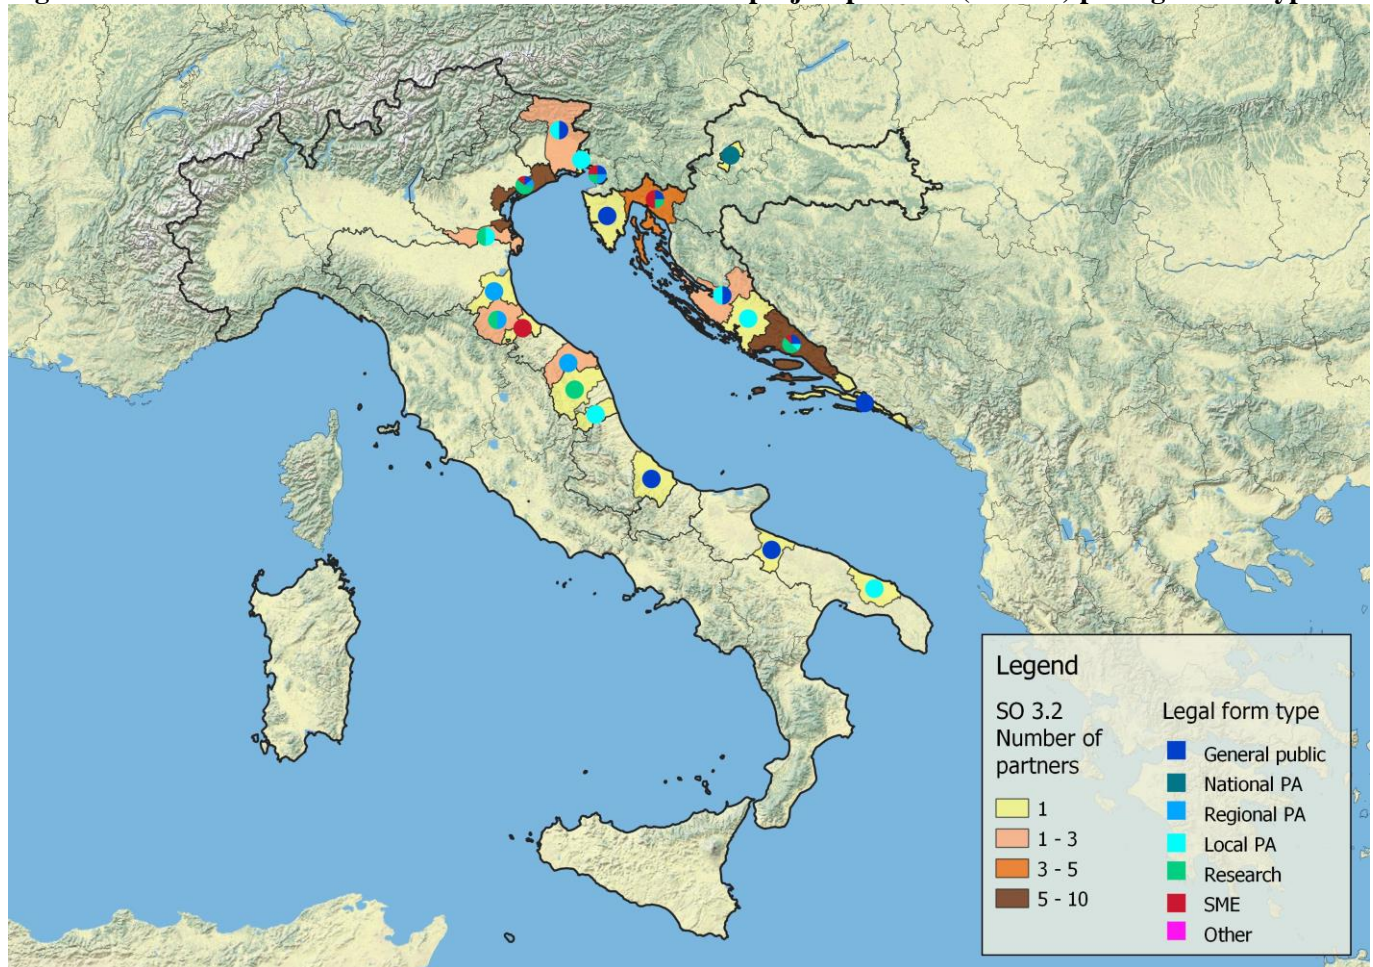 Legend
SO 3.2
Number of
partners
1
1 - 3
3 - 5
5 - 10
Legal form type
General public
National PA
Regional PA
Local PA
Research
SME
Other